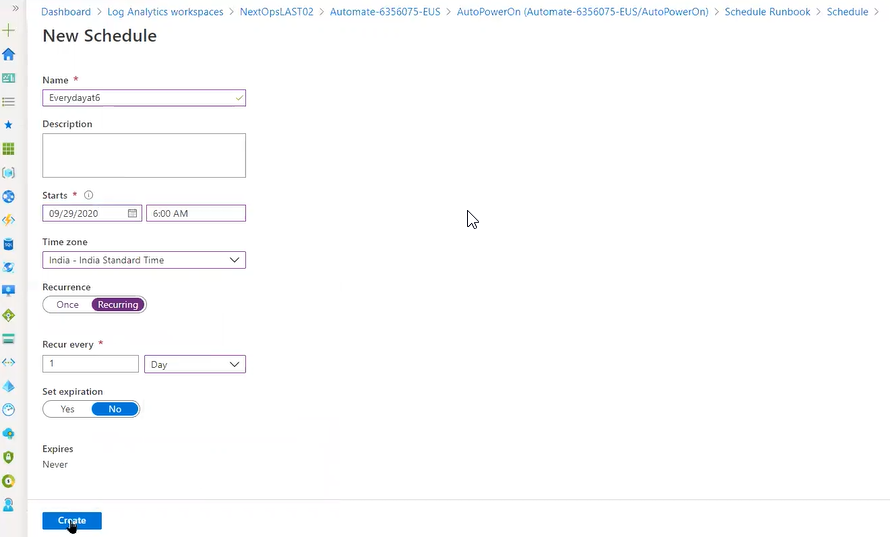 Dashboard > Log Analytics workspaces > NextOpsLAST02 > Automate-6356075-EUS > AutoPowerOn (Automate-6356075-EUS/AutoPowerOn) > Schedule Runbook > Schedule >
New Schedule
Name *
Everydayat6
Description
Starts *
09/29/2020 6:00 AM
Time zone
India - India Standard Time
Recurrence
Once Recurring
Recur every *
1 Day
Set expiration
Yes No
Expires
Never
Create